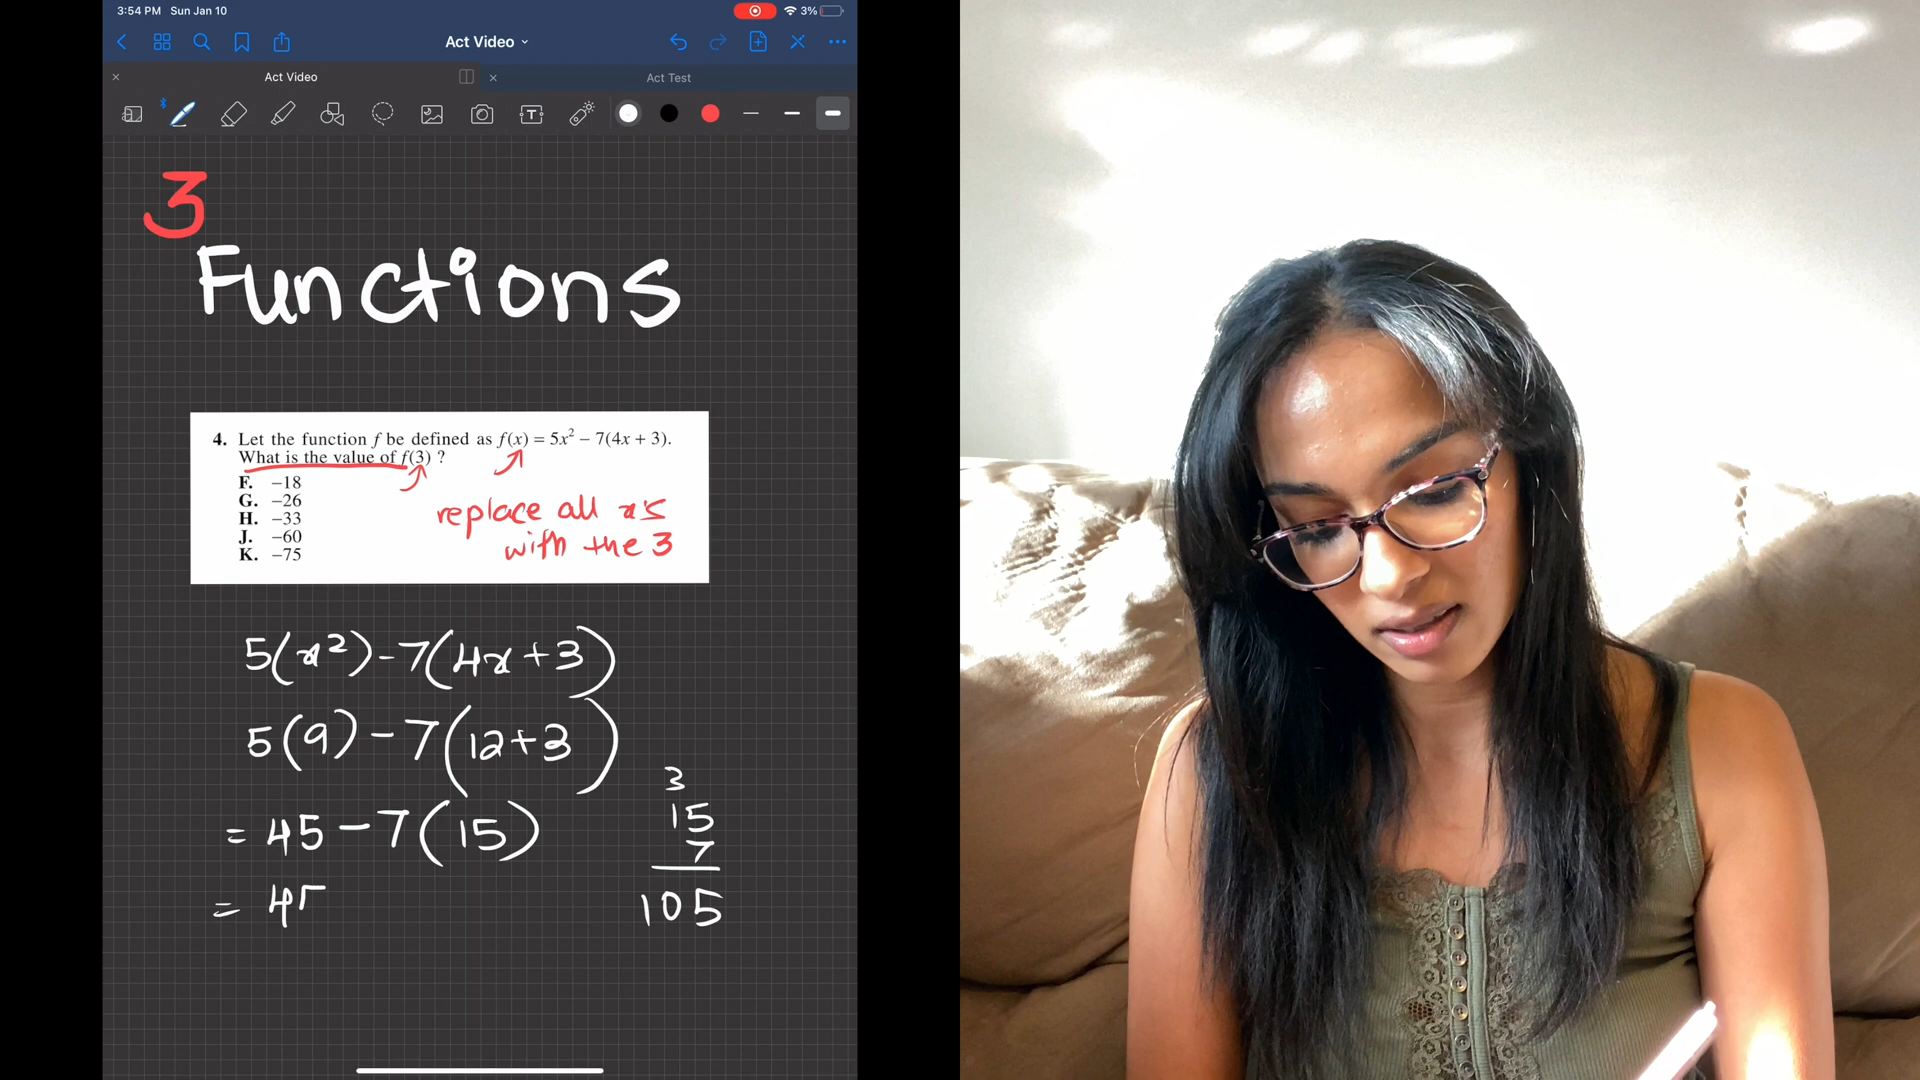 3:54 PM Sun Jan 10
3%
Act Video
Act Video
Act Test
T
3
Functions
4. Let the function f be defined as f(x) = 5x² − 7(4x + 3).
What is the value of f(3) ?
F. −18
G. −26
H. −33
J. −60
K. −75
replace all xs
with the 3
5(x²)-7(4x+3)
5(9)-7(12+3)
= 45-7(15)
= 45
3
15
7
105